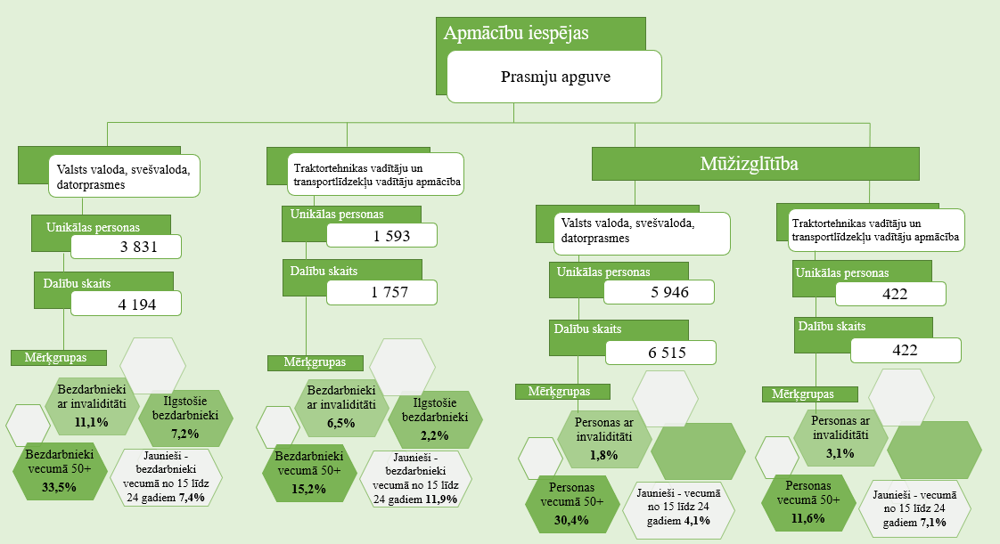 Apmācību iespējas
Prasmju apguve
Valsts valoda, svešvaloda,
datorprasmes
Unikālas personas
3 831
Dalību skaits
4 194
Mērķgrupas
Bezdarbnieki
ar invaliditāti
11,1%
Ilgstošie
bezdarbnieki
7,2%
Bezdarbnieki
vecumā 50+
33,5%
Jaunieši -
bezdarbnieki
vecumā no 15 līdz
24 gadiem 7,4%
Traktortehnikas vadītāju un
transportlīdzekļu vadītāju apmācība
Unikālas personas
1 593
Dalību skaits
1 757
Mērķgrupas
Bezdarbnieki
ar invaliditāti
6,5%
Ilgstošie
bezdarbnieki
2,2%
Bezdarbnieki
vecumā 50+
15,2%
Jaunieši -
bezdarbnieki
vecumā no 15 līdz
24 gadiem 11,9%
Mūžizglītība
Valsts valoda, svešvaloda,
datorprasmes
Unikālas personas
5 946
Dalību skaits
6 515
Mērķgrupas
Personas ar
invaliditāti
1,8%
Personas
vecumā 50+
30,4%
Jaunieši - vecumā
no 15 līdz 24
gadiem 4,1%
Traktortehnikas vadītāju un
transportlīdzekļu vadītāju apmācība
Unikālas personas
422
Dalību skaits
422
Mērķgrupas
Personas ar
invaliditāti
3,1%
Personas
vecumā 50+
11,6%
Jaunieši - vecumā
no 15 līdz 24
gadiem 7,1%